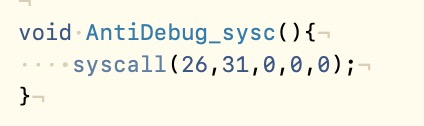 void AntiDebug_sysc(){
    syscall(26,31,0,0,0);
}